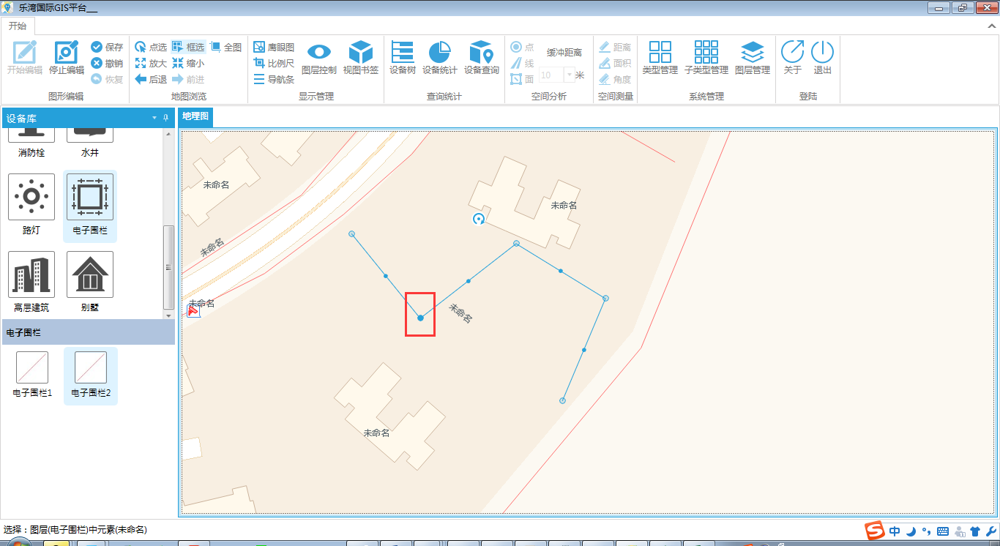 乐湾国际GIS平台__
开始
开始编辑
停止编辑
保存
撤销
恢复
图形编辑
点选
框选
全图
放大
缩小
后退
前进
地图浏览
鹰眼图
比例尺
导航条
图层控制
视图书签
显示管理
设备树
设备统计
设备查询
查询统计
点
线
面
缓冲距离
10
米
空间分析
距离
面积
角度
空间测量
类型管理
子类型管理
图层管理
系统管理
关于
退出
登陆
设备库
消防栓
水井
路灯
电子围栏
高层建筑
别墅
电子围栏
电子围栏1
电子围栏2
地理图
未命名
未命名
未命名
未命名
未命名
未命名
选择：图层(电子围栏)中元素(未命名)
S
中